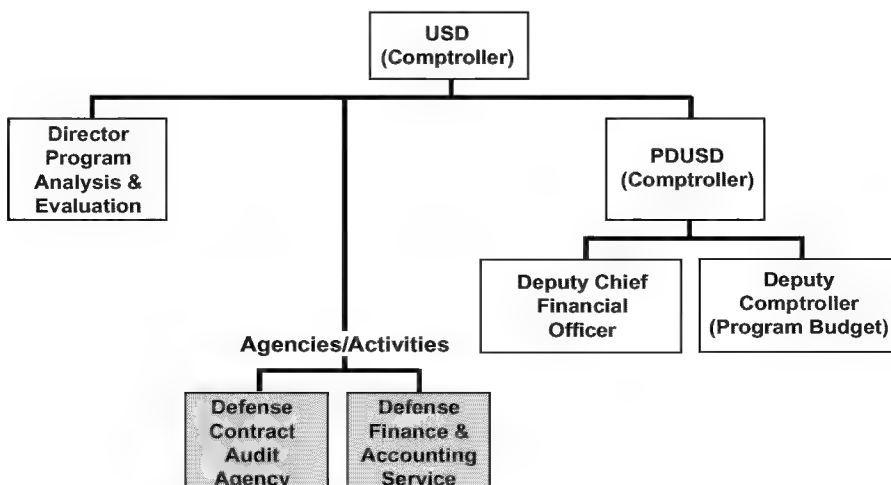 USD
(Comptroller)
Director
Program
Analysis &
Evaluation
PDUSD
(Comptroller)
Deputy Chief
Financial
Officer
Deputy
Comptroller
(Program Budget)
Agencies/Activities
Defense
Contract
Audit
Agency
Defense
Finance &
Accounting
Service